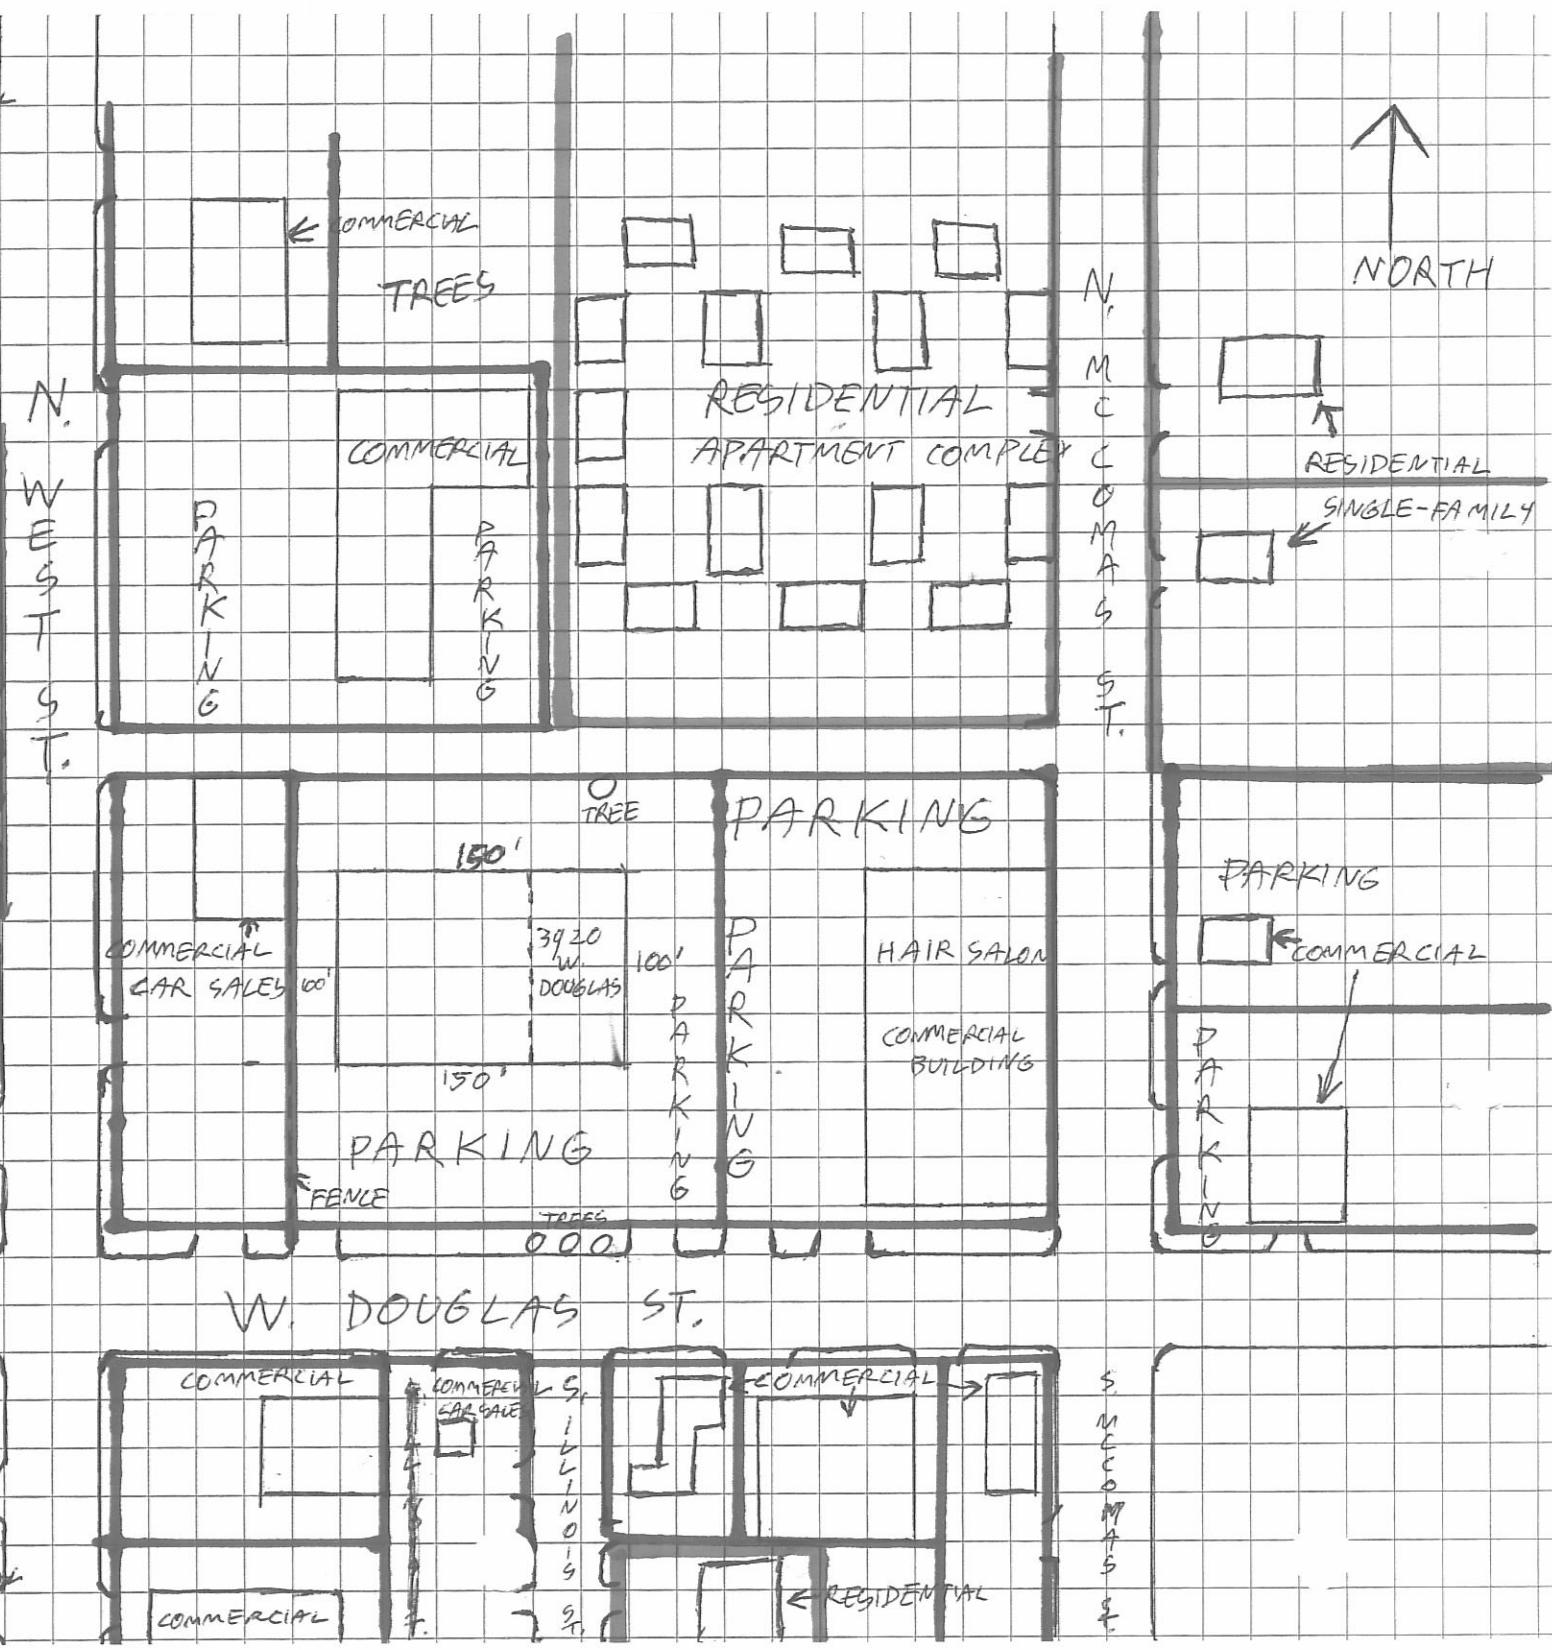 COMMERCIAL
TREES
NORTH
N. WEST ST.
N. MCCOMAS ST.
RESIDENTIAL
APARTMENT COMPLEX
COMMERCIAL
PARKING
PARKING
RESIDENTIAL
SINGLE-FAMILY
TREE
PARKING
150'
3920
W.
DOUGLAS
100'
100'
150'
COMMERCIAL
CAR SALES
PARKING
PARKING
HAIR SALON
COMMERCIAL
BUILDING
PARKING
COMMERCIAL
PARKING
PARKING
FENCE
TREES
W. DOUGLAS ST.
COMMERCIAL
COMMERCIAL
CAR SALES
S. ILLINOIS ST.
COMMERCIAL
S. MCCOMAS ST.
COMMERCIAL
RESIDENTIAL